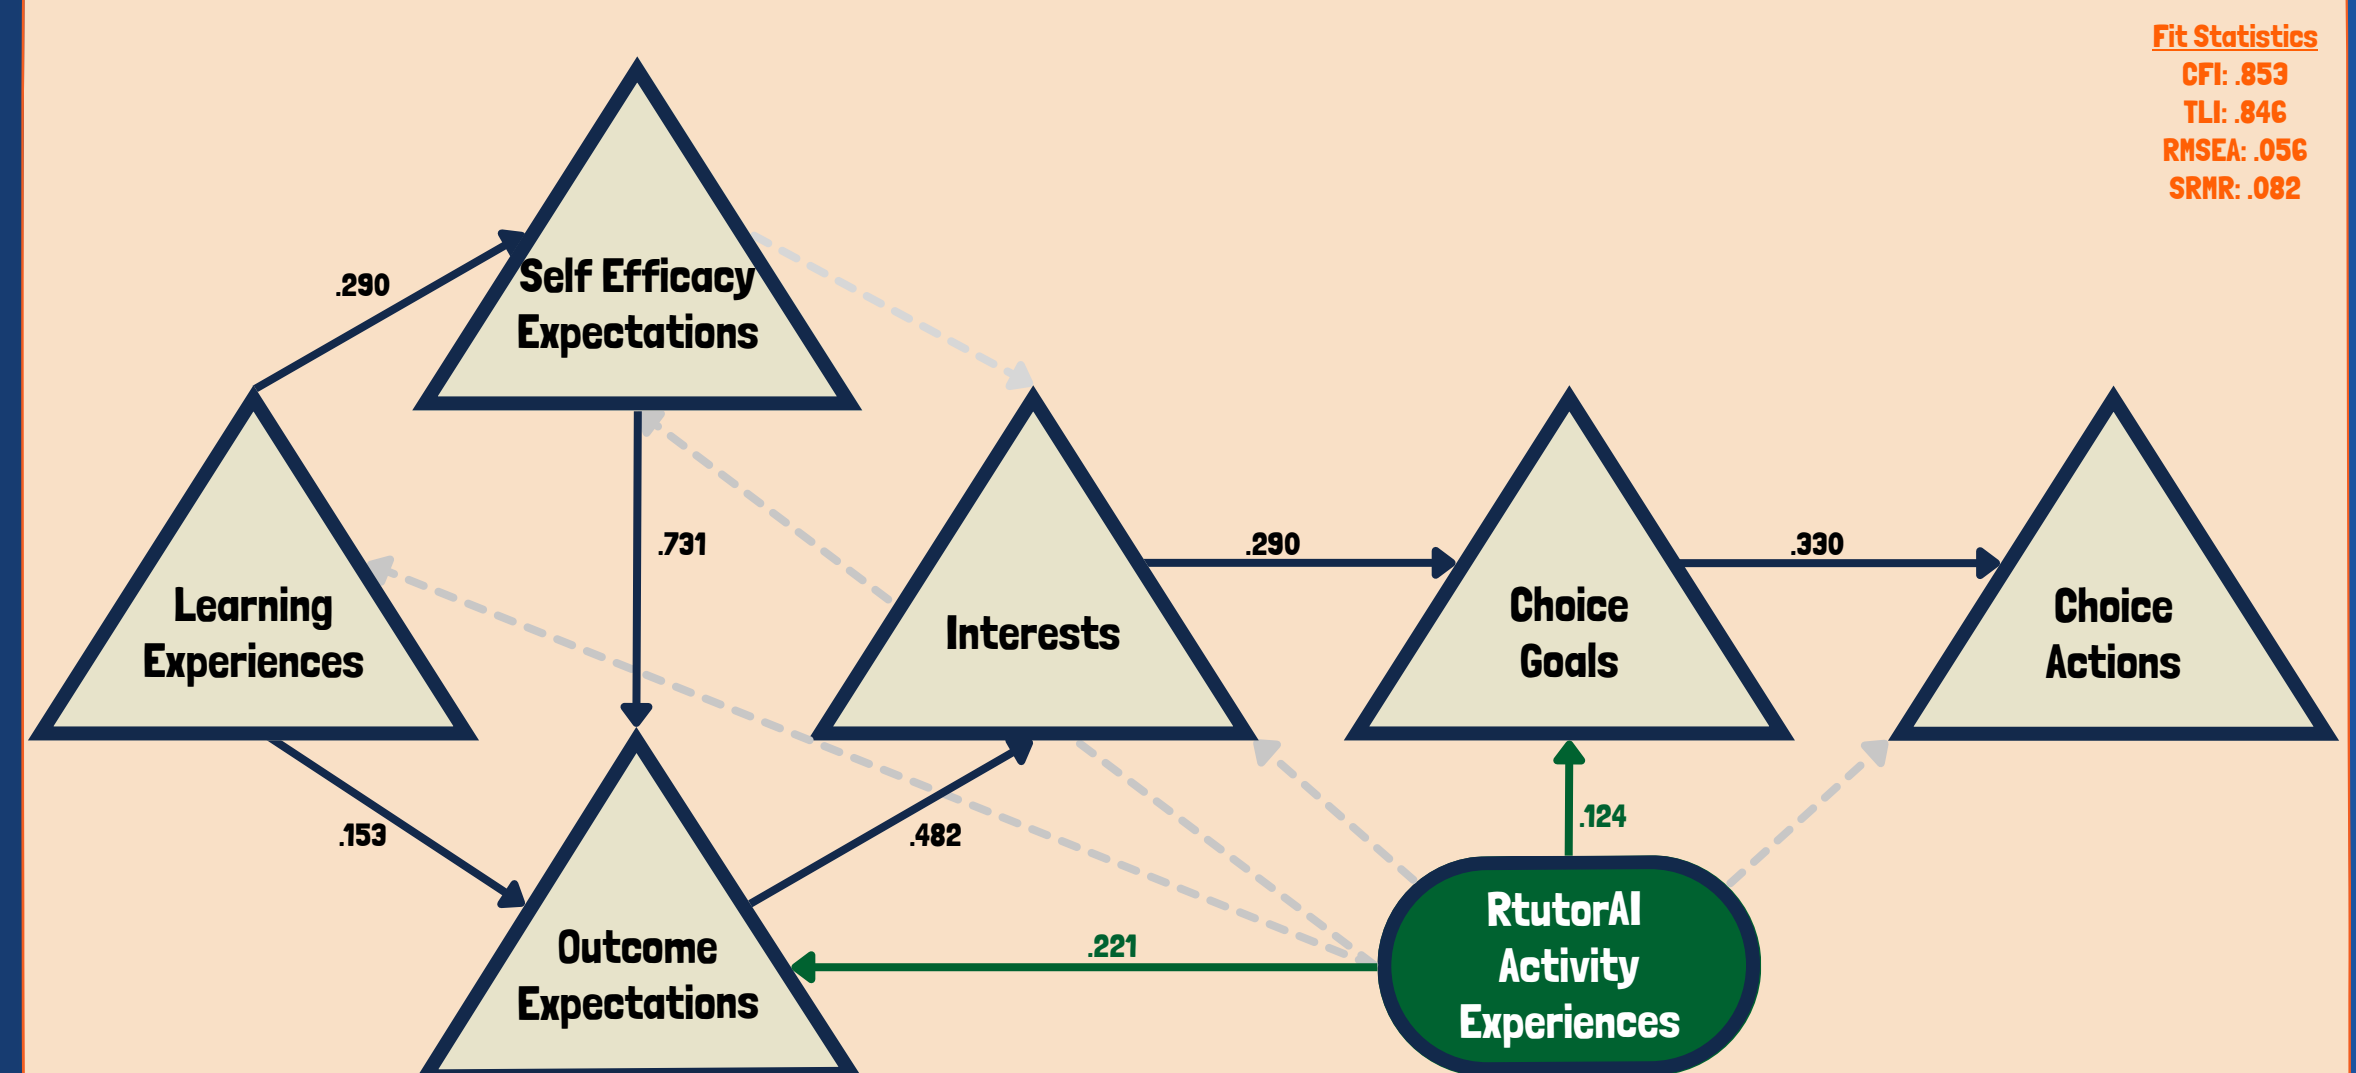 Fit Statistics
CFI: .853
TLI: .846
RMSEA: .056
SRMR: .082
Self Efficacy
Expectations
.290
.731
Learning
Experiences
Interests
.290
Choice
Goals
.330
Choice
Actions
.153
.482
.124
Outcome
Expectations
.221
RtutorAI
Activity
Experiences